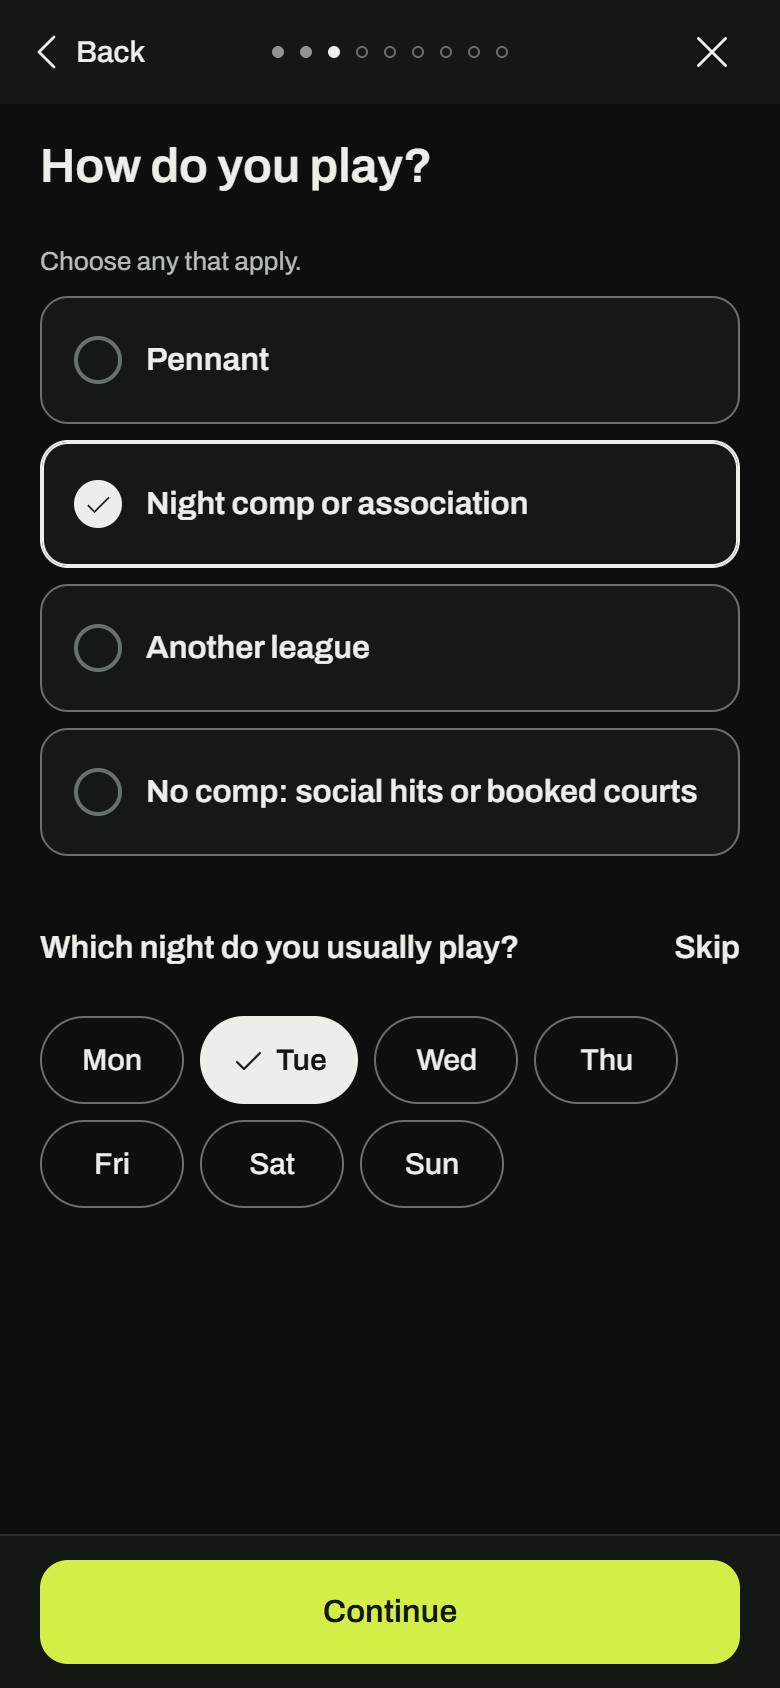 Back
How do you play?
Choose any that apply.
Pennant
Night comp or association
Another league
No comp: social hits or booked courts
Which night do you usually play? Skip
Mon Tue Wed Thu
Fri Sat Sun
Continue